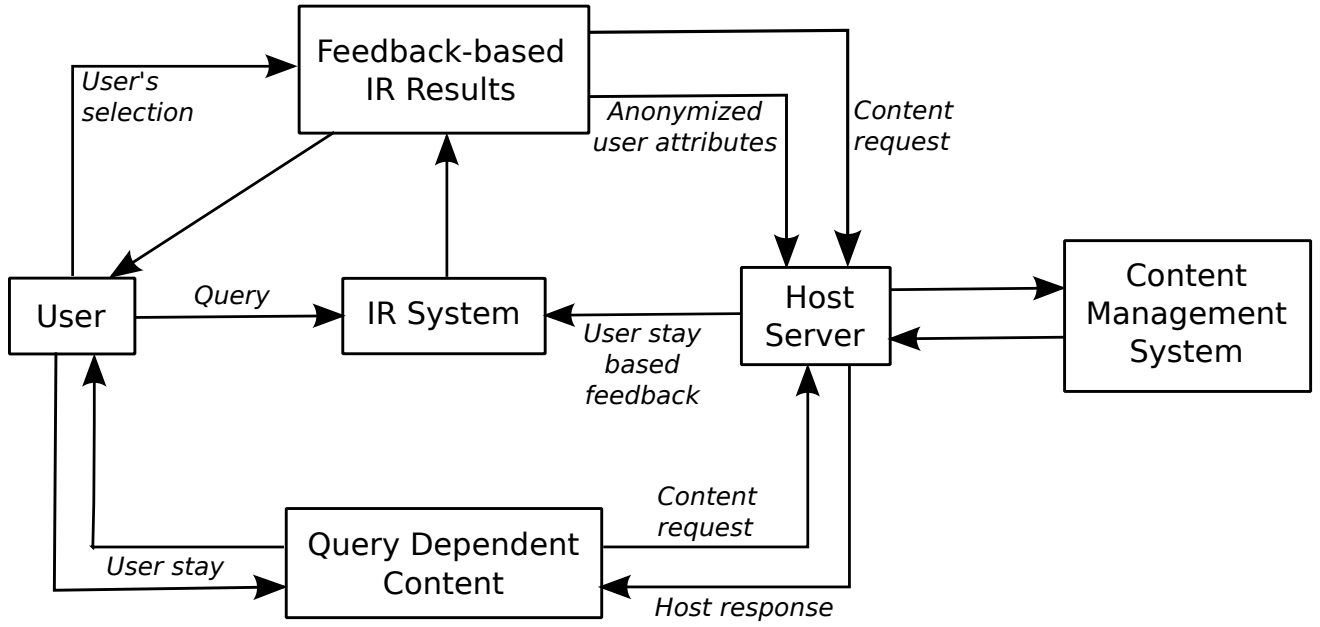 Feedback-based
IR Results
User's
selection
Anonymized
user attributes
Content
request
User
Query
IR System
User stay
based
feedback
Host
Server
Content
Management
System
Query Dependent
Content
User stay
Content
request
Host response